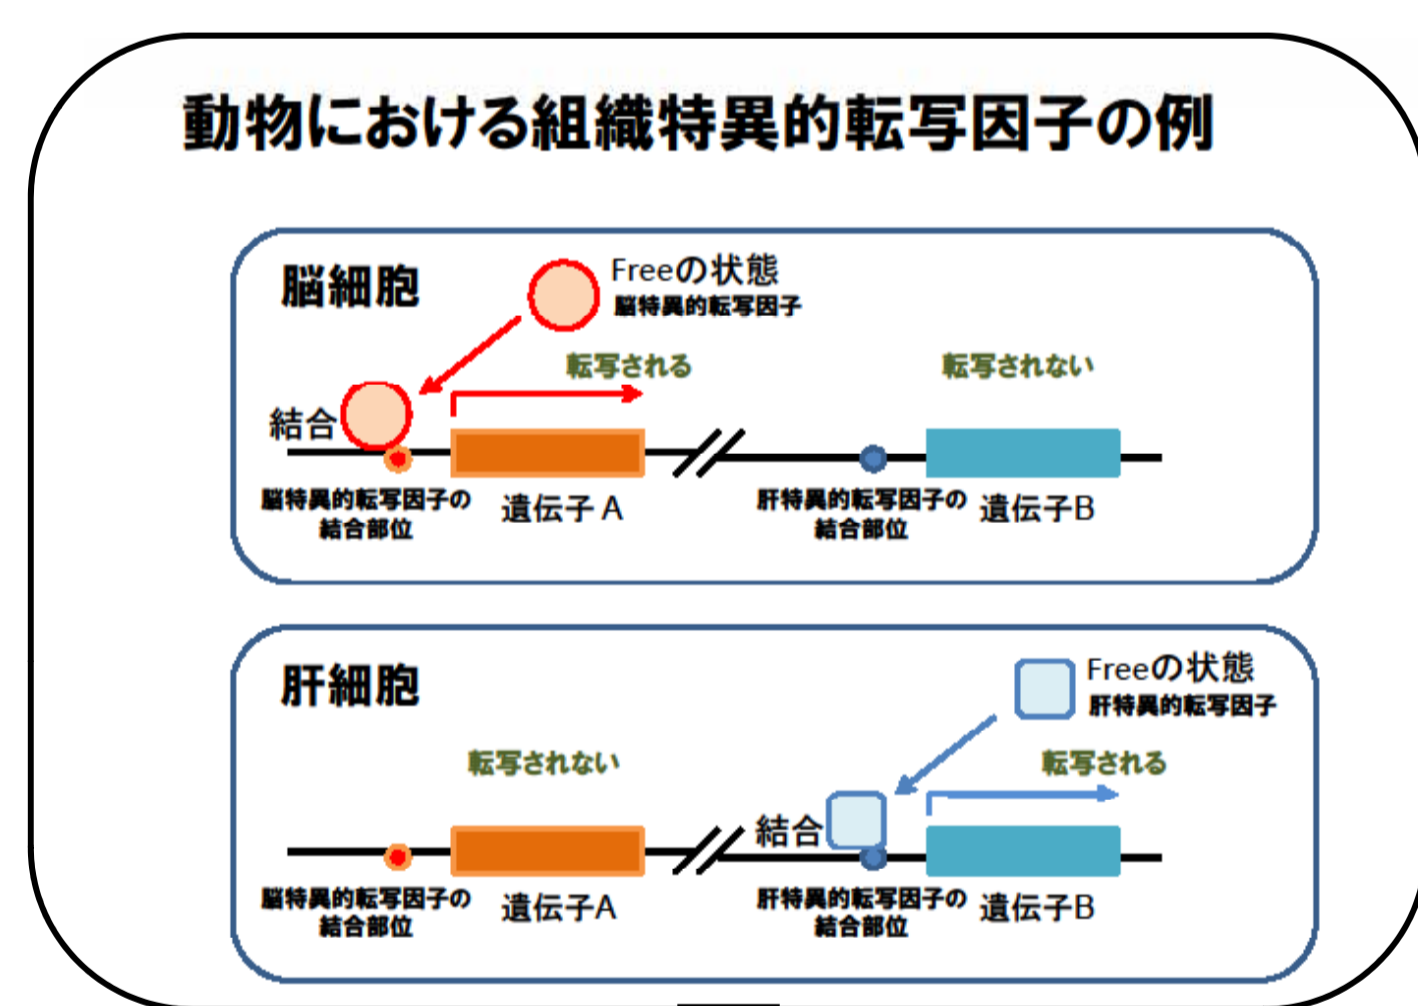 動物における組織特異的転写因子の例
脳細胞
Freeの状態
脳特異的転写因子
転写される
転写されない
結合
脳特異的転写因子の
結合部位
遺伝子 A
肝特異的転写因子の
結合部位
遺伝子B
肝細胞
Freeの状態
肝特異的転写因子
転写されない
転写される
結合
脳特異的転写因子の
結合部位
遺伝子A
肝特異的転写因子の
結合部位
遺伝子B